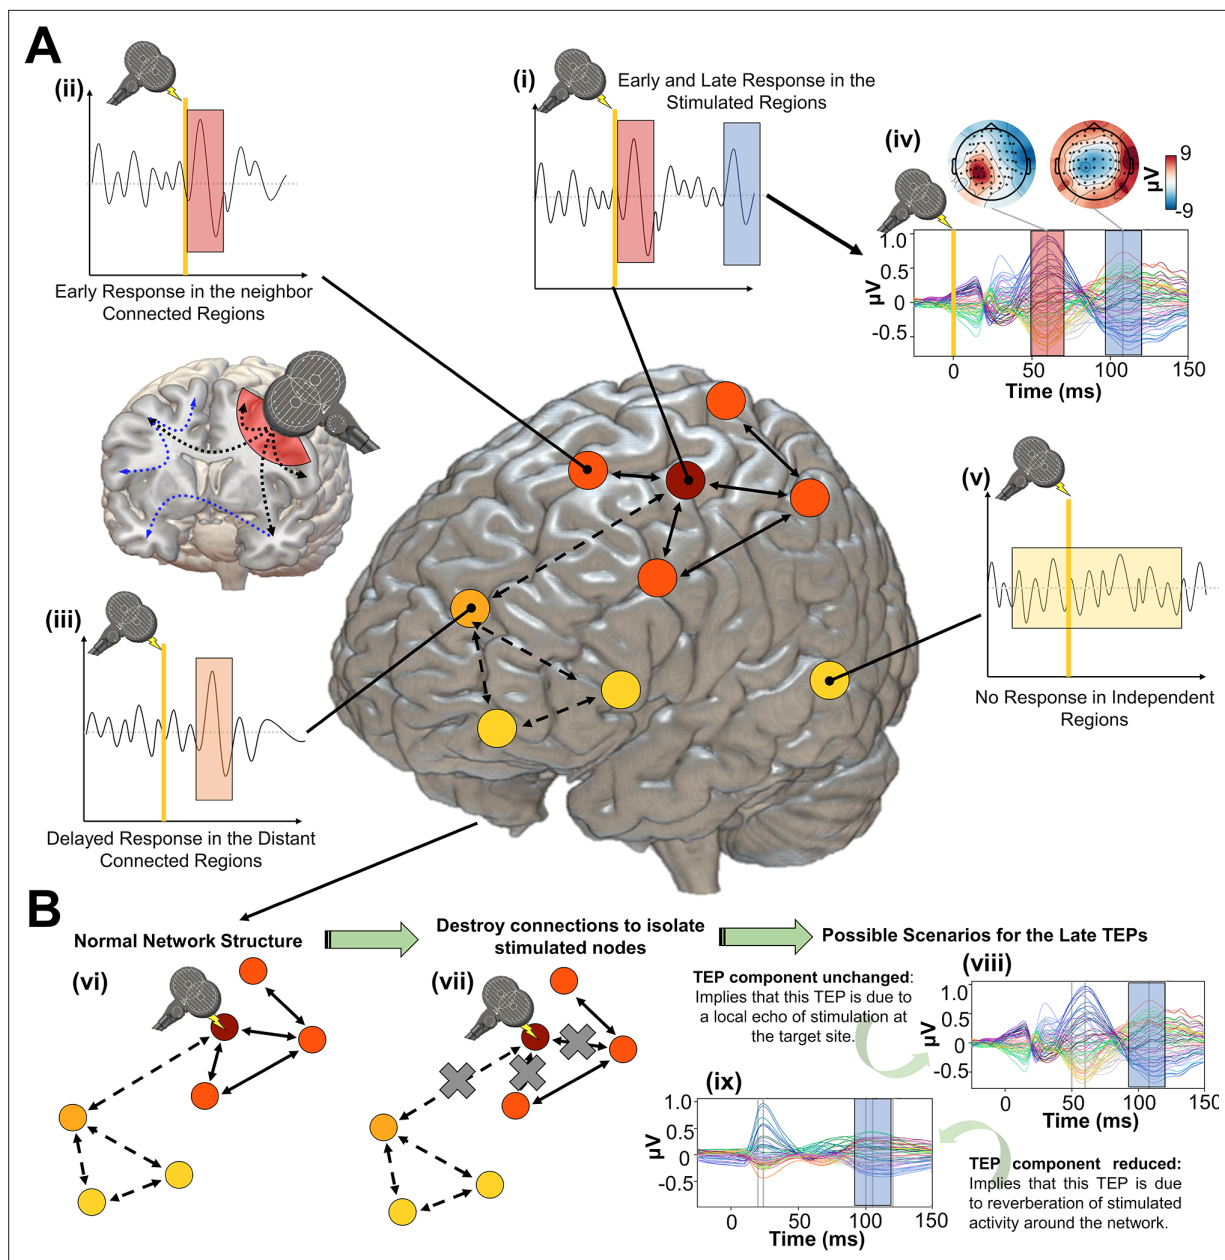 A
(ii)
Early Response in the neighbor
Connected Regions
(i)
Early and Late Response in the
Stimulated Regions
(iv)
9
µV
-9
1.0
0.5
0
-0.5
µV
0
50
100
150
Time (ms)
(v)
No Response in Independent
Regions
(iii)
Delayed Response in the Distant
Connected Regions
B
Normal Network Structure
Destroy connections to isolate
stimulated nodes
Possible Scenarios for the Late TEPs
(vi)
(vii)
TEP component unchanged:
Implies that this TEP is due to
a local echo of stimulation at
the target site.
(viii)
1.0
0.5
0
-0.5
µV
0
50
100
150
Time (ms)
(ix)
1.0
0.5
0
-0.5
µV
0
50
100
150
Time (ms)
TEP component reduced:
Implies that this TEP is due
to reverberation of stimulated
activity around the network.